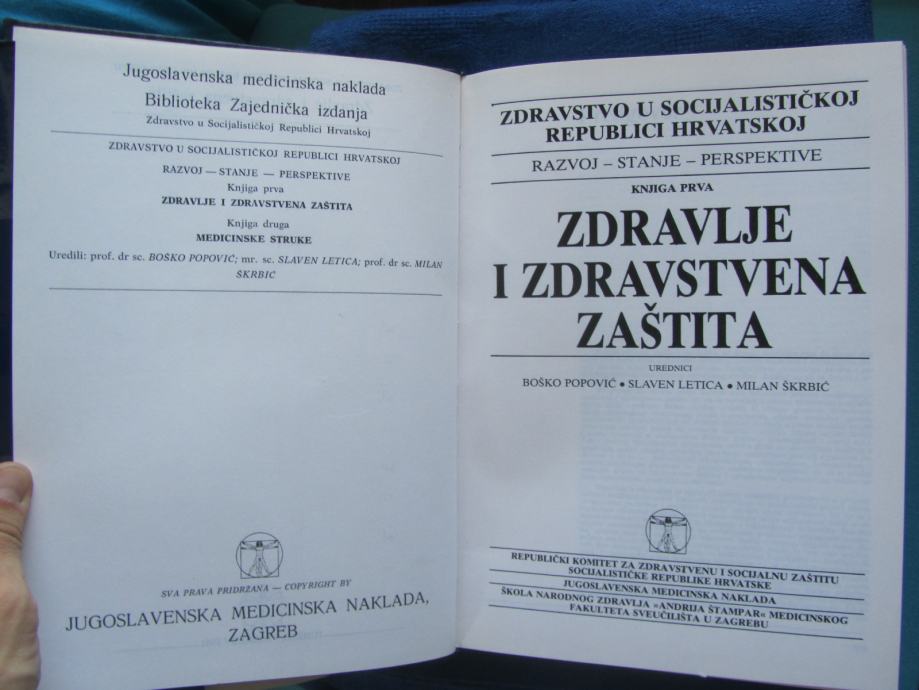 Jugoslavenska medicinska naklada
Biblioteka Zajednička izdanja
Zdravstvo u Socijalističkoj Republici Hrvatskoj
ZDRAVSTVO U SOCIJALISTIČKOJ REPUBLICI HRVATSKOJ
RAZVOJ — STANJE — PERSPEKTIVE
Knjiga prva
ZDRAVLJE I ZDRAVSTVENA ZAŠTITA
Knjiga druga
MEDICINSKE STRUKE
Uredili: prof. dr sc. BOŠKO POPOVIĆ; mr. sc. SLAVEN LETICA; prof. dr sc. MILAN
ŠKRBIĆ
SVA PRAVA PRIDRŽANA — COPYRIGHT BY
JUGOSLAVENSKA MEDICINSKA NAKLADA,
ZAGREB
ZDRAVSTVO U SOCIJALISTIČKOJ
REPUBLICI HRVATSKOJ
RAZVOJ – STANJE – PERSPEKTIVE
KNJIGA PRVA
ZDRAVLJE
I ZDRAVSTVENA
ZAŠTITA
UREDNICI
BOŠKO POPOVIĆ • SLAVEN LETICA • MILAN ŠKRBIĆ
REPUBLIČKI KOMITET ZA ZDRAVSTVENU I SOCIJALNU ZAŠTITU
SOCIJALISTIČKE REPUBLIKE HRVATSKE
JUGOSLAVENSKA MEDICINSKA NAKLADA
ŠKOLA NARODNOG ZDRAVLJA »ANDRIJA ŠTAMPAR« MEDICINSKOG
FAKULTETA SVEUČILIŠTA U ZAGREBU